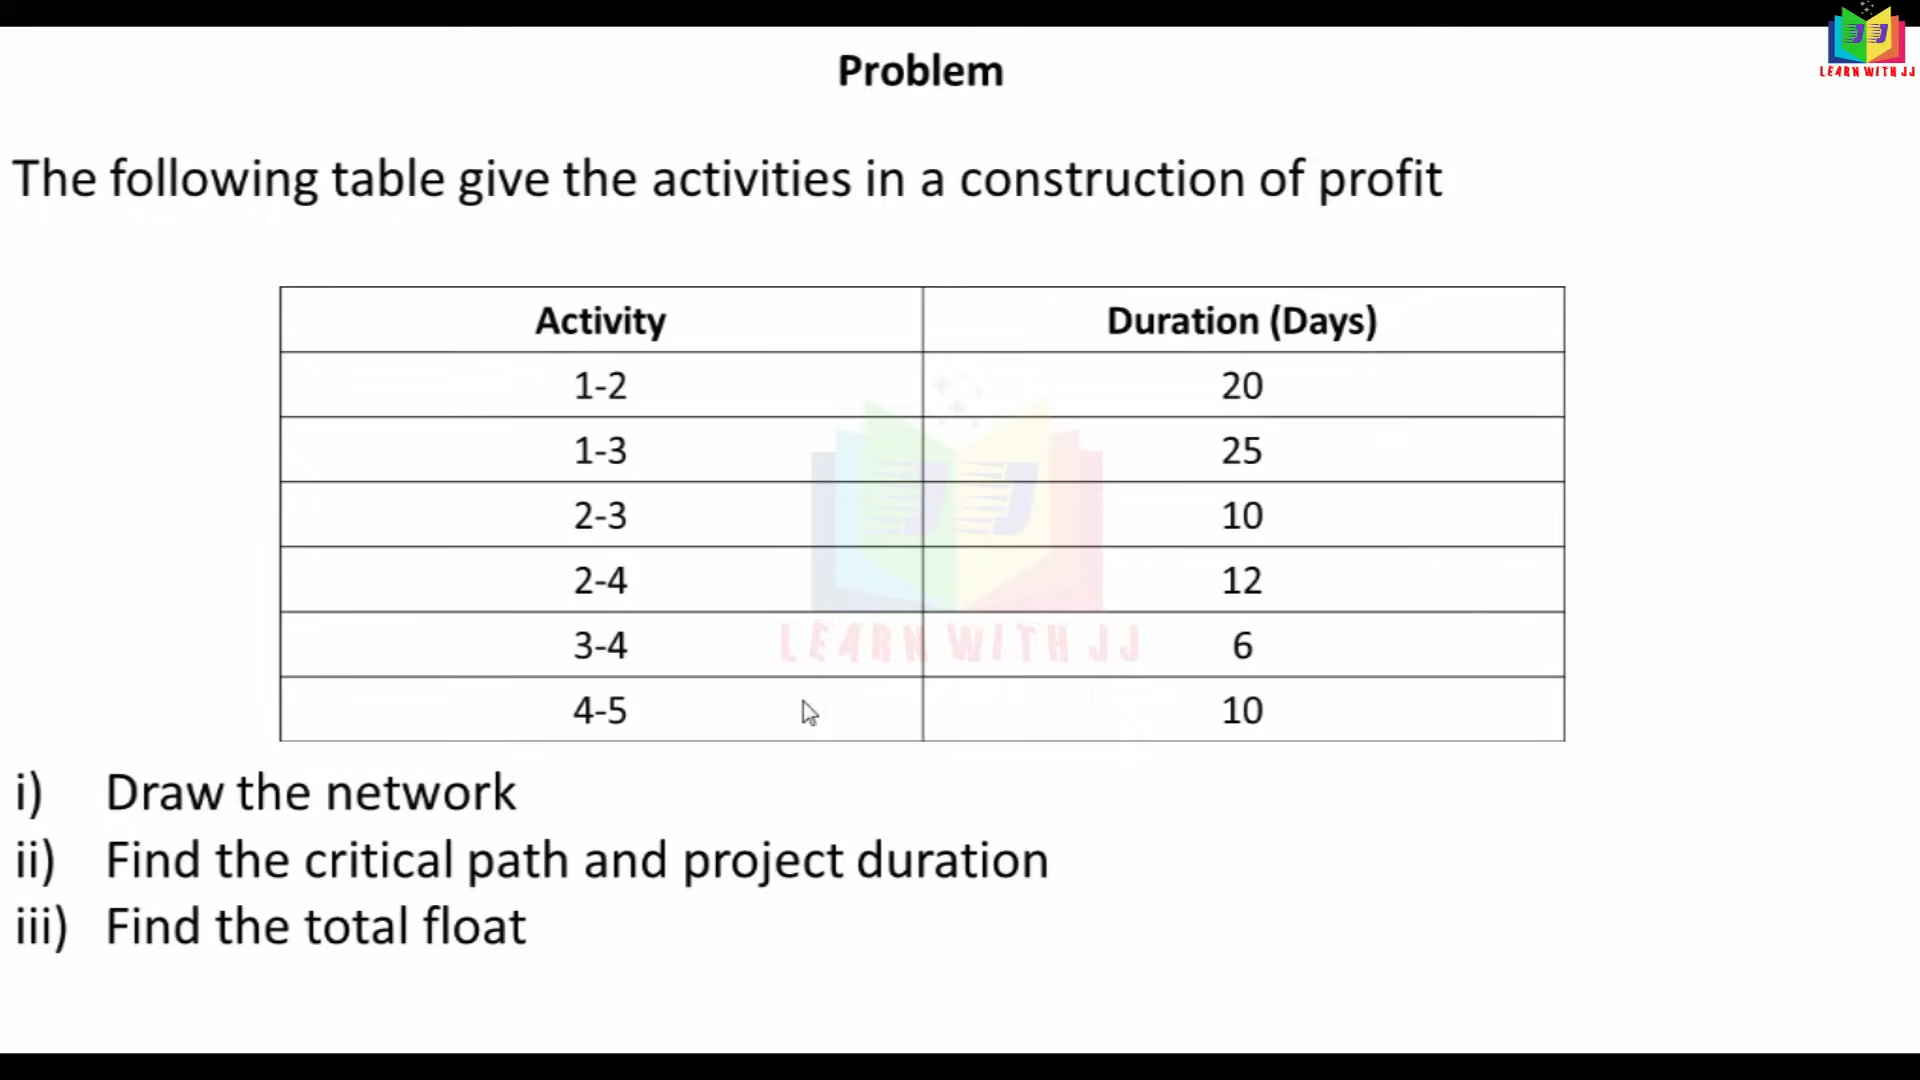 LEARN WITH JJ
Problem
The following table give the activities in a construction of profit
Activity Duration (Days)
1-2 20
1-3 25
2-3 10
2-4 12
3-4 6
4-5 10
LEARN WITH JJ
i) Draw the network
ii) Find the critical path and project duration
iii) Find the total float